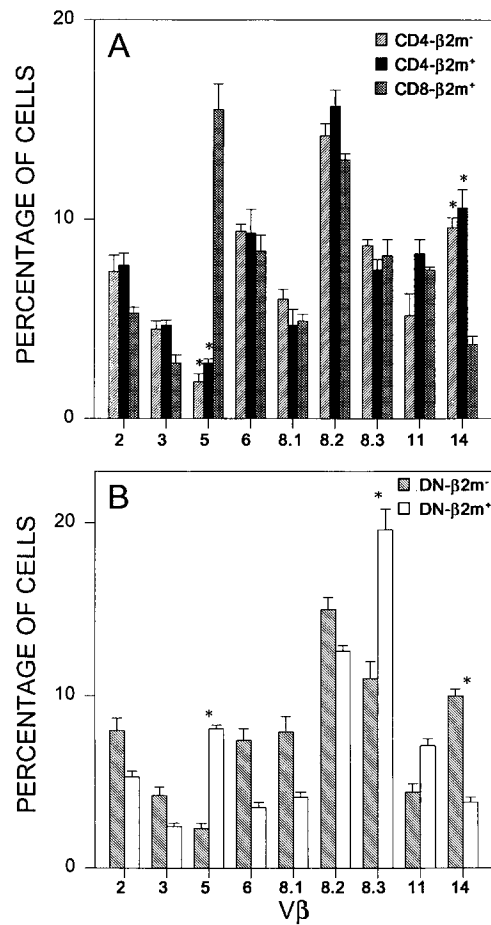 A
CD4-β2m⁻
CD4-β2m⁺
CD8-β2m⁺
PERCENTAGE OF CELLS
20
10
0
* * * *
2 3 5 6 8.1 8.2 8.3 11 14
B
DN-β2m⁻
DN-β2m⁺
PERCENTAGE OF CELLS
20
10
0
* * *
2 3 5 6 8.1 8.2 8.3 11 14
Vβ